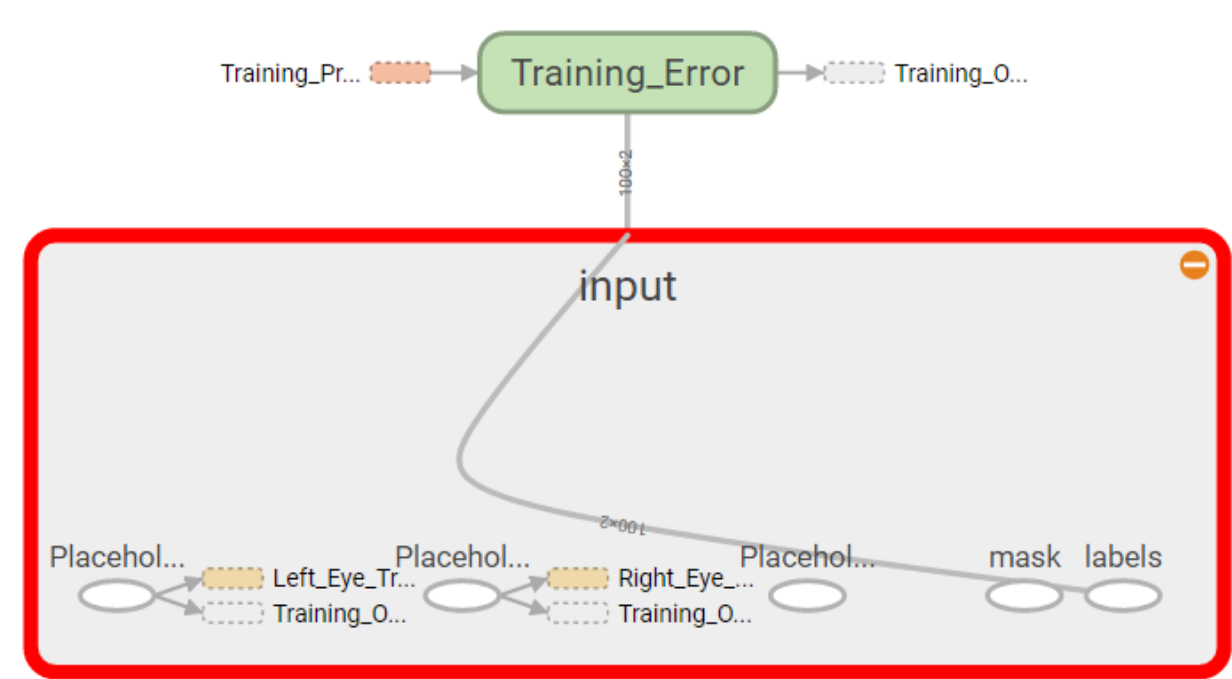 Training_Pr...
Training_Error
Training_O...
100×2
input
100×2
Placehol...
Left_Eye_Tr...
Training_O...
Placehol...
Right_Eye_...
Training_O...
Placehol...
mask
labels